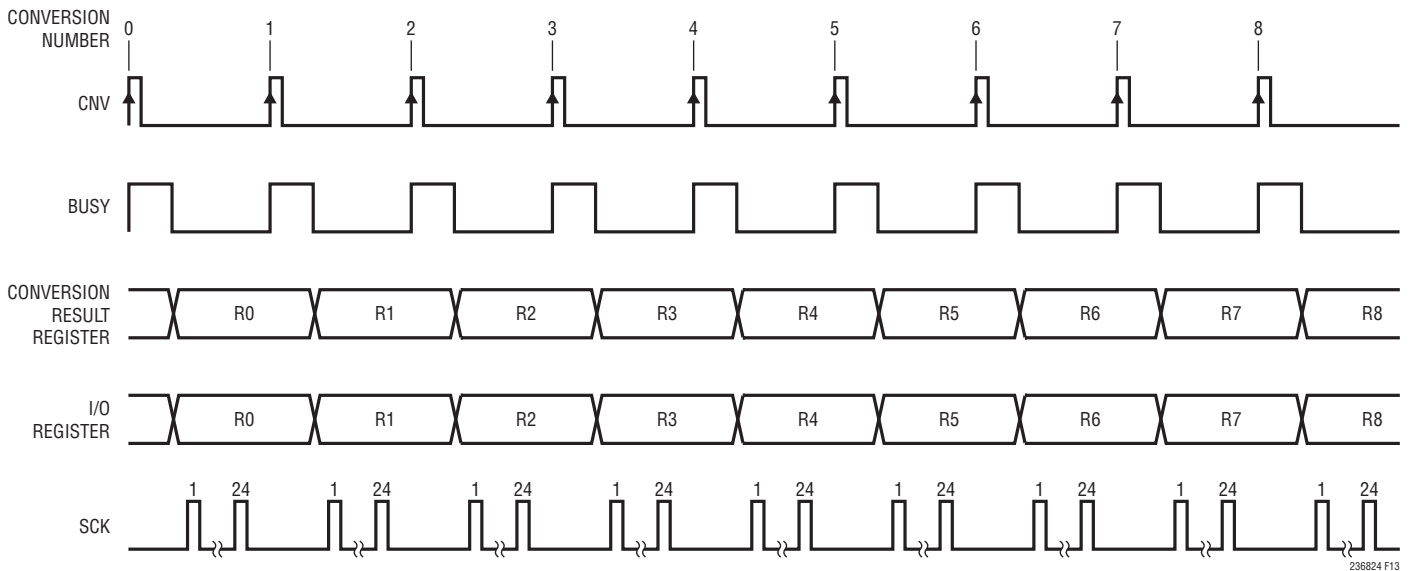 CONVERSION
NUMBER
0 1 2 3 4 5 6 7 8
CNV
BUSY
CONVERSION
RESULT
REGISTER
R0 R1 R2 R3 R4 R5 R6 R7 R8
I/O
REGISTER
R0 R1 R2 R3 R4 R5 R6 R7 R8
1 24 1 24 1 24 1 24 1 24 1 24 1 24 1 24 1 24
SCK
236824 F13